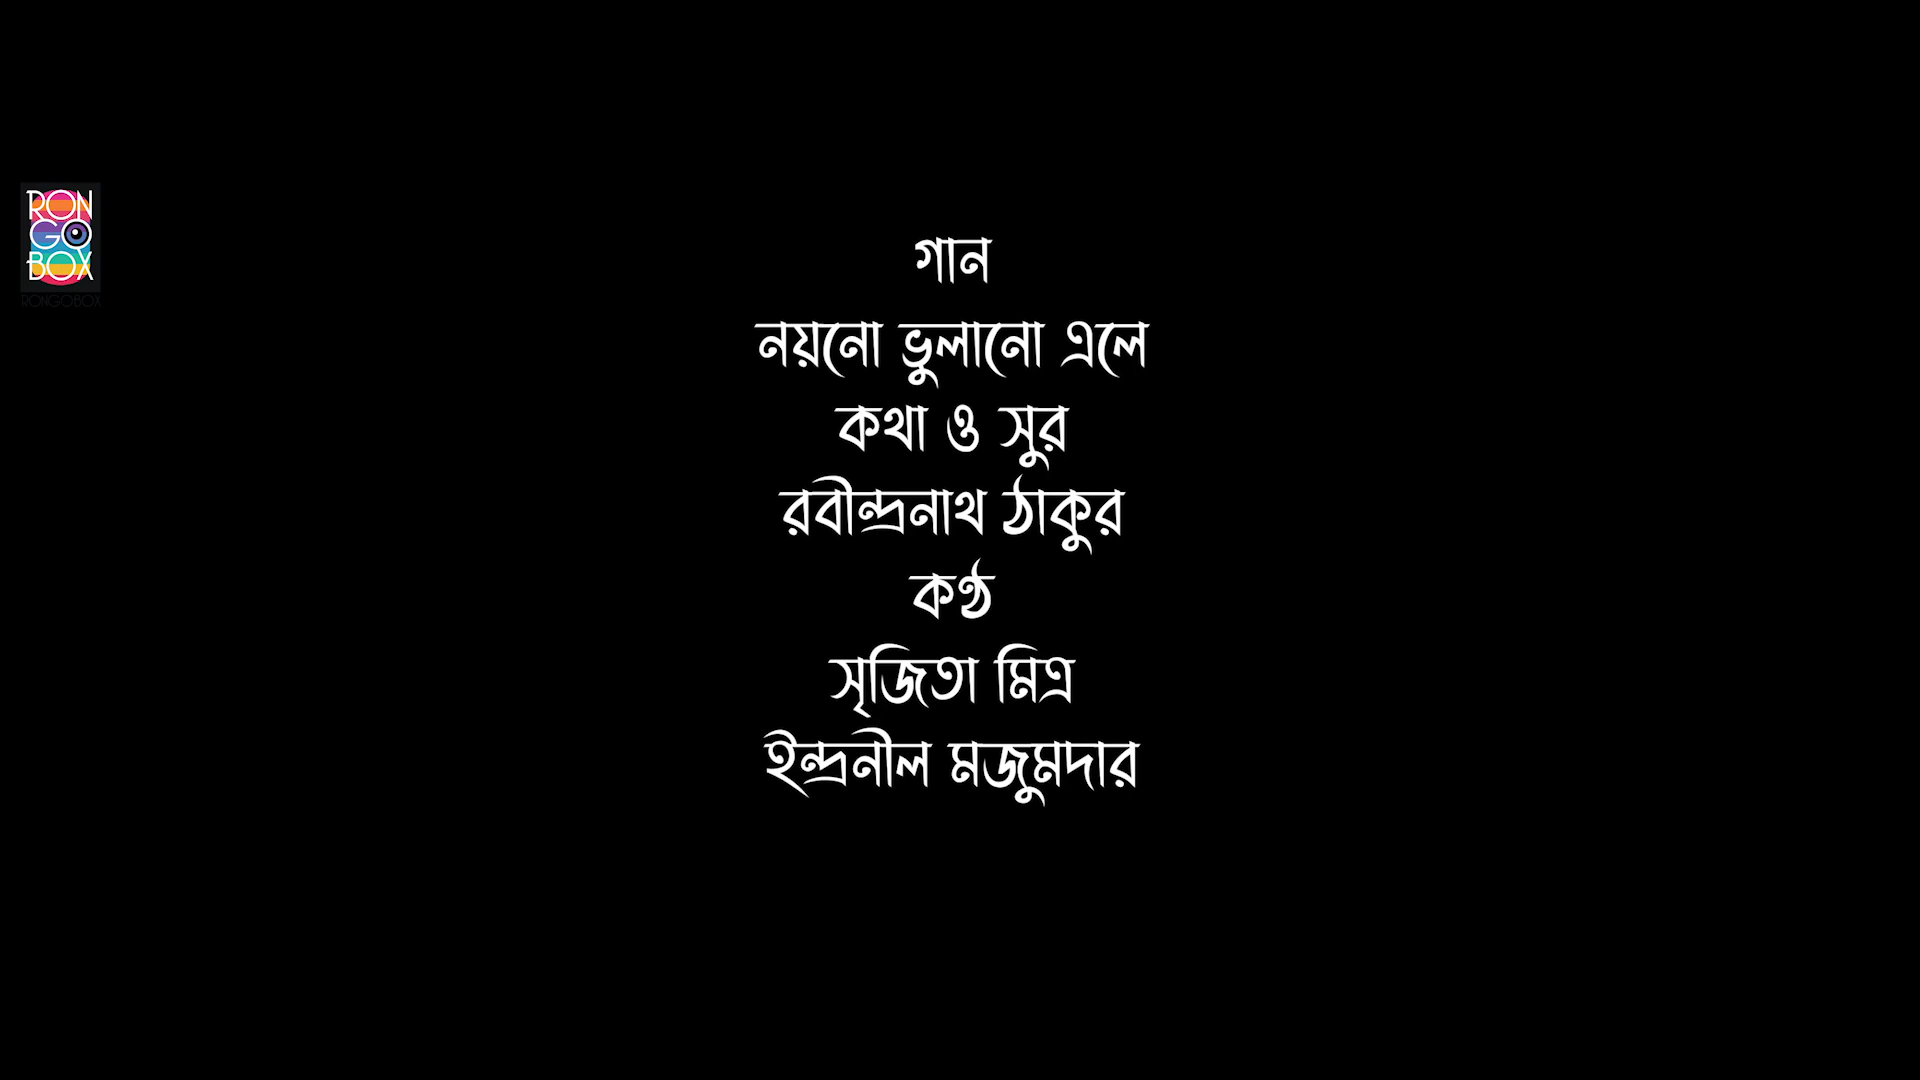 RON
GO
BOX
RONGOBOX
গান
নয়নো ভুলানো এলে
কথা ও সুর
রবীন্দ্রনাথ ঠাকুর
কণ্ঠ
সৃজিতা মিত্র
ইন্দ্রনীল মজুমদার